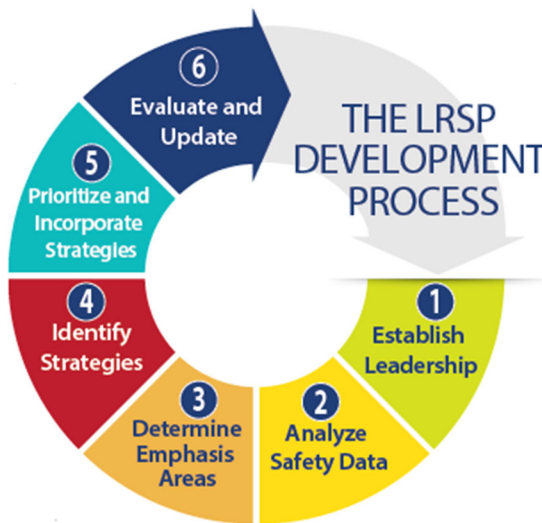 THE LRSP
DEVELOPMENT
PROCESS
1
Establish
Leadership
2
Analyze
Safety Data
3
Determine
Emphasis
Areas
4
Identify
Strategies
5
Prioritize and
Incorporate
Strategies
6
Evaluate and
Update